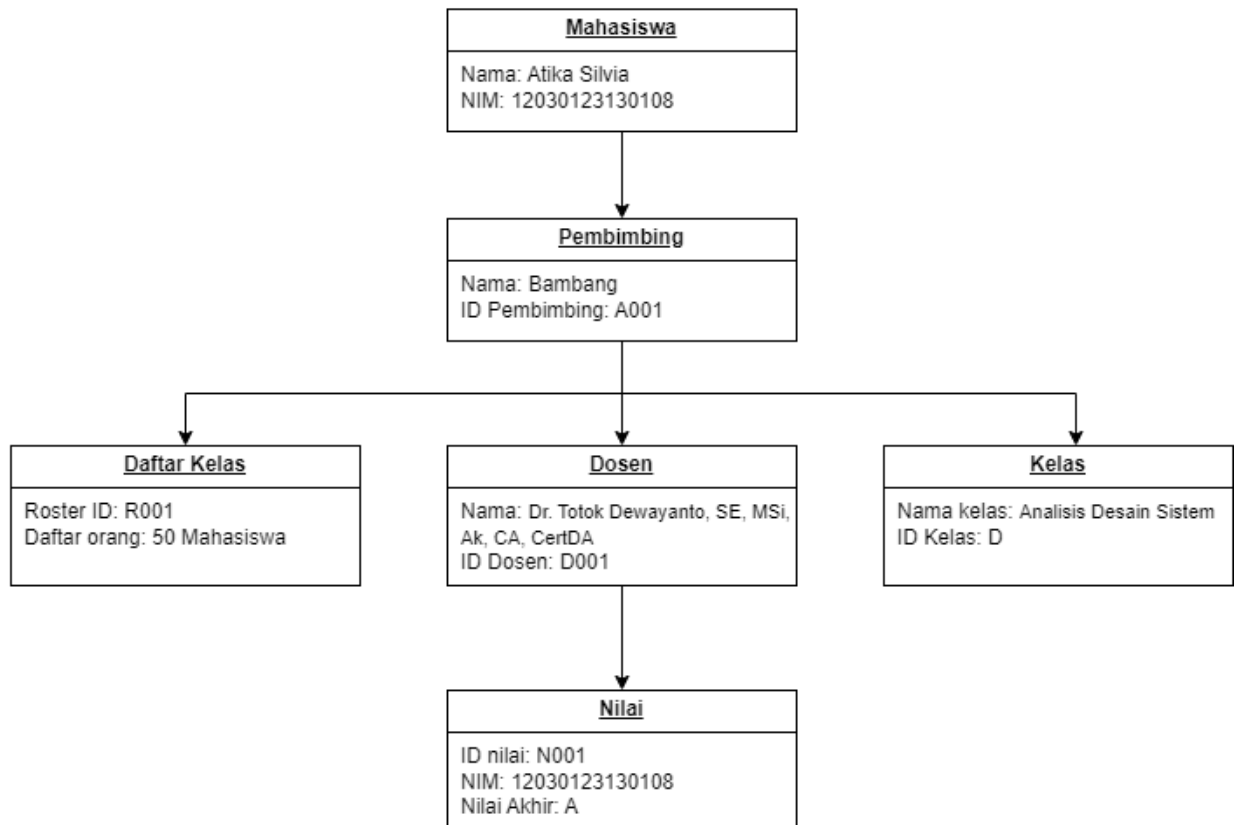 Mahasiswa
Nama: Atika Silvia
NIM: 12030123130108
Pembimbing
Nama: Bambang
ID Pembimbing: A001
Daftar Kelas
Roster ID: R001
Daftar orang: 50 Mahasiswa
Dosen
Nama: Dr. Totok Dewayanto, SE, MSi,
Ak, CA, CertDA
ID Dosen: D001
Kelas
Nama kelas: Analisis Desain Sistem
ID Kelas: D
Nilai
ID nilai: N001
NIM: 12030123130108
Nilai Akhir: A